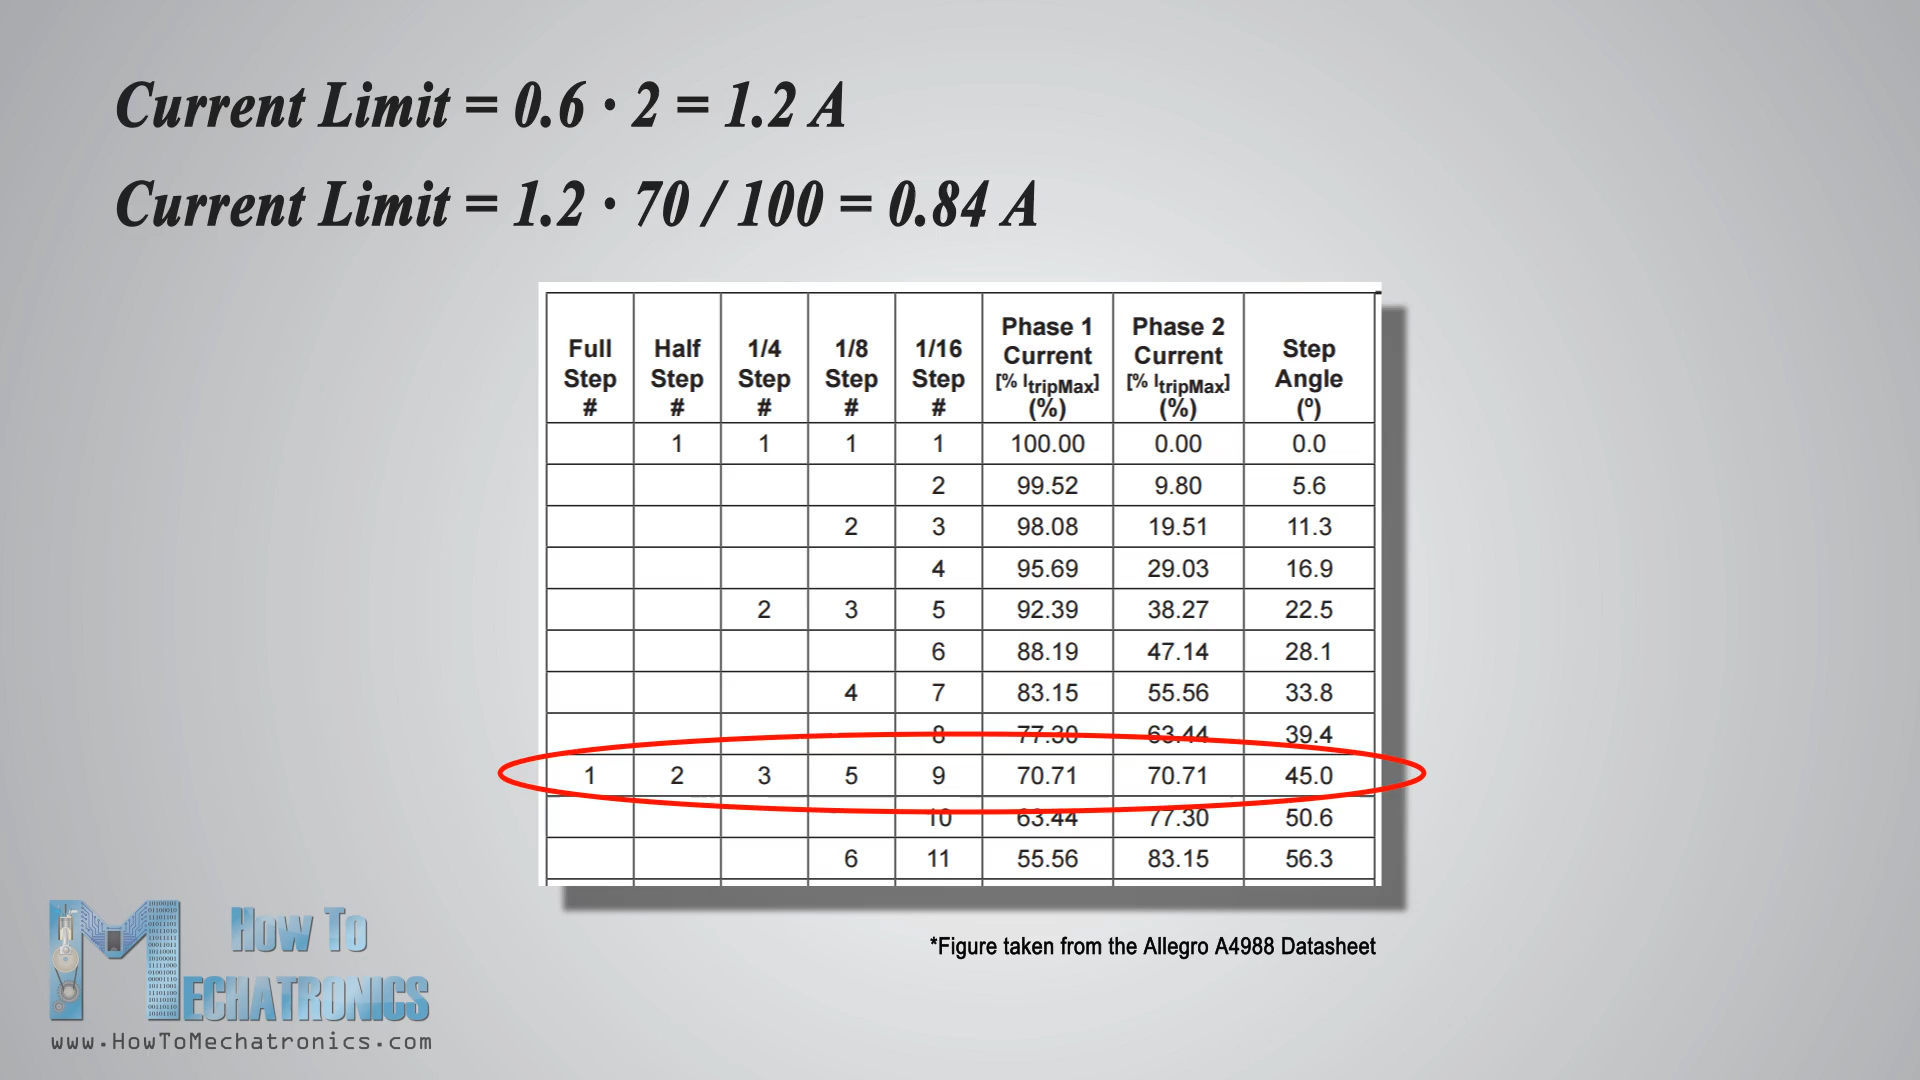 Current Limit = 0.6 · 2 = 1.2 A
Current Limit = 1.2 · 70 / 100 = 0.84 A
Full Step # Half Step # 1/4 Step # 1/8 Step # 1/16 Step # Phase 1 Current [% ItripMax] (%) Phase 2 Current [% ItripMax] (%) Step Angle (º)
1 1 1 1 100.00 0.00 0.0
2 99.52 9.80 5.6
2 3 98.08 19.51 11.3
4 95.69 29.03 16.9
2 3 5 92.39 38.27 22.5
6 88.19 47.14 28.1
4 7 83.15 55.56 33.8
8 77.30 63.44 39.4
1 2 3 5 9 70.71 70.71 45.0
10 63.44 77.30 50.6
6 11 55.56 83.15 56.3
*Figure taken from the Allegro A4988 Datasheet
How To
MECHATRONICS
www.HowToMechatronics.com